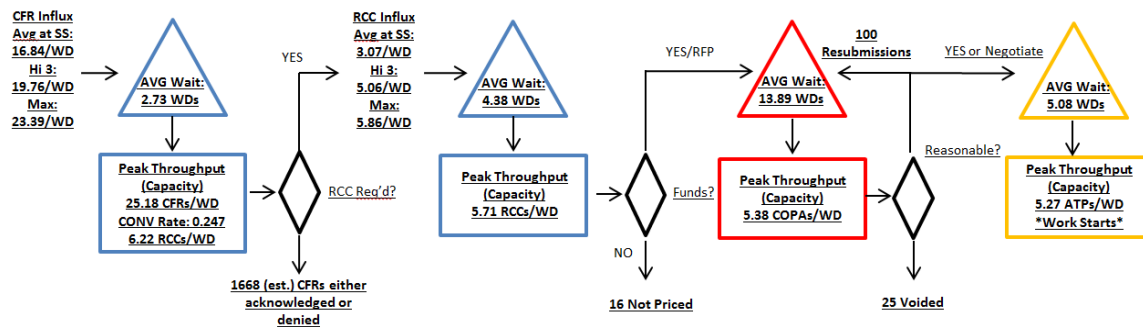 CFR Influx
Avg at SS:
16.84/WD
Hi 3:
19.76/WD
Max:
23.39/WD
AVG Wait:
2.73 WDs
Peak Throughput
(Capacity)
25.18 CFRs/WD
CONV Rate: 0.247
6.22 RCCs/WD
YES
RCC Req'd?
1668 (est.) CFRs either
acknowledged or
denied
RCC Influx
Avg at SS:
3.07/WD
Hi 3:
5.06/WD
Max:
5.86/WD
AVG Wait:
4.38 WDs
Peak Throughput
(Capacity)
5.71 RCCs/WD
YES/RFP
Funds?
NO
16 Not Priced
AVG Wait:
13.89 WDs
Peak Throughput
(Capacity)
5.38 COPAs/WD
100
Resubmissions
Reasonable?
25 Voided
YES or Negotiate
AVG Wait:
5.08 WDs
Peak Throughput
(Capacity)
5.27 ATPs/WD
*Work Starts*